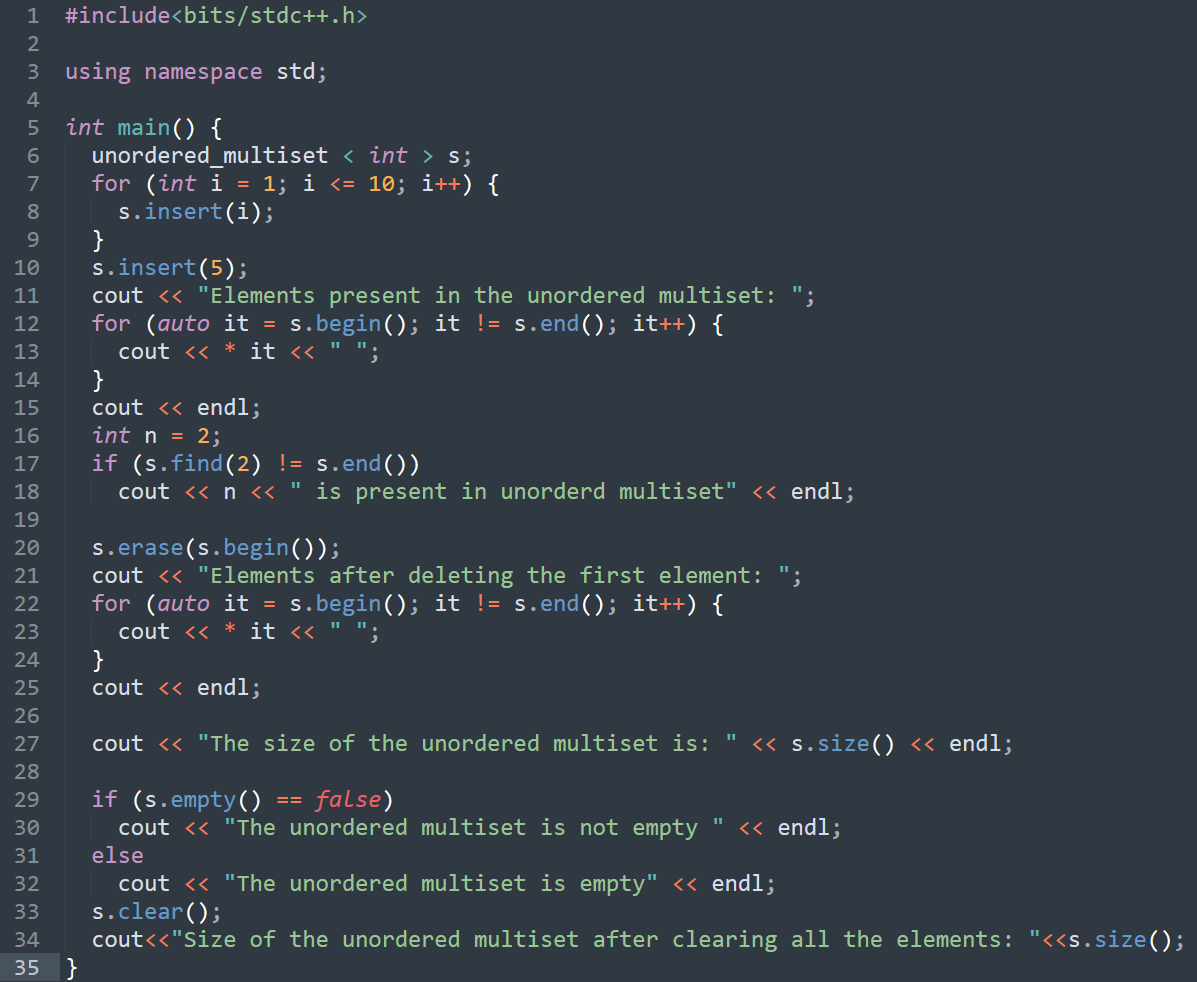 1 #include<bits/stdc++.h>
2
3 using namespace std;
4
5 int main() {
6   unordered_multiset < int > s;
7   for (int i = 1; i <= 10; i++) {
8     s.insert(i);
9   }
10   s.insert(5);
11   cout << "Elements present in the unordered multiset: ";
12   for (auto it = s.begin(); it != s.end(); it++) {
13     cout << * it << " ";
14   }
15   cout << endl;
16   int n = 2;
17   if (s.find(2) != s.end())
18     cout << n << " is present in unorderd multiset" << endl;
19
20   s.erase(s.begin());
21   cout << "Elements after deleting the first element: ";
22   for (auto it = s.begin(); it != s.end(); it++) {
23     cout << * it << " ";
24   }
25   cout << endl;
26
27   cout << "The size of the unordered multiset is: " << s.size() << endl;
28
29   if (s.empty() == false)
30     cout << "The unordered multiset is not empty " << endl;
31   else
32     cout << "The unordered multiset is empty" << endl;
33   s.clear();
34   cout<<"Size of the unordered multiset after clearing all the elements: "<<s.size();
35 }